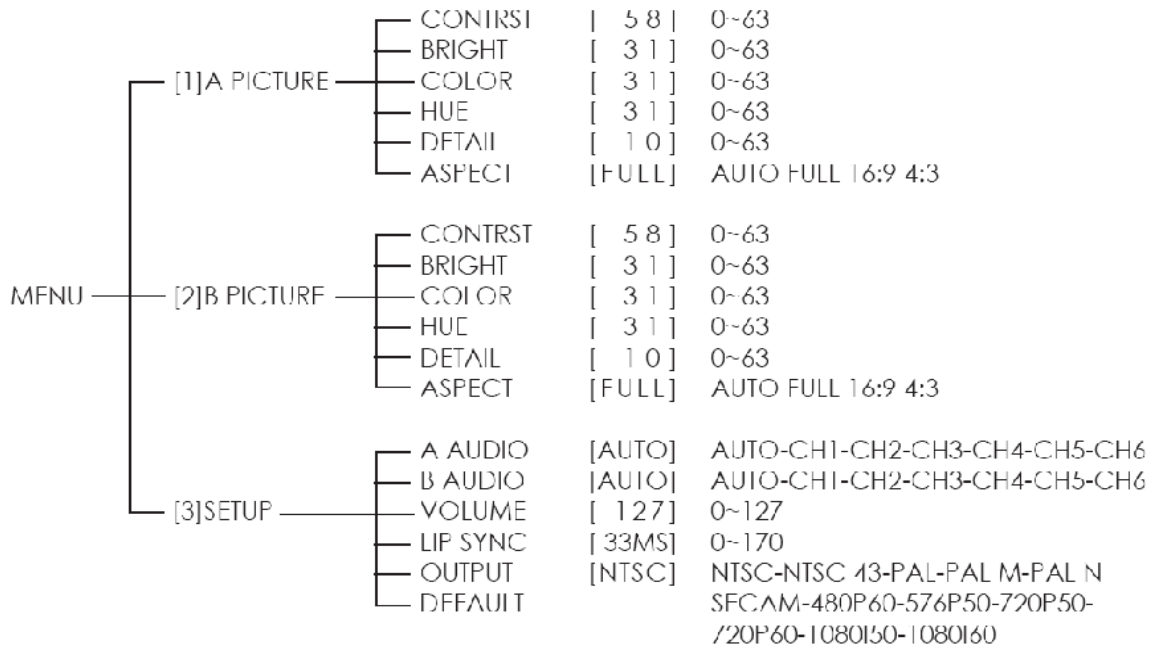 CONTRST [ 58] 0~63
BRIGHT [ 31] 0~63
[1]A PICTURE COLOR [ 31] 0~63
HUE [ 31] 0~63
DETAIL [ 10] 0~63
ASPECT [FULL] AUTO FULL 16:9 4:3
CONTRST [ 58] 0~63
BRIGHT [ 31] 0~63
MENU [2]B PICTURE COLOR [ 31] 0~63
HUE [ 31] 0~63
DETAIL [ 10] 0~63
ASPECT [FULL] AUTO FULL 16:9 4:3
A AUDIO [AUTO] AUTO-CH1-CH2-CH3-CH4-CH5-CH6
B AUDIO [AUTO] AUTO-CH1-CH2-CH3-CH4-CH5-CH6
[3]SETUP VOLUME [ 127] 0~127
LIP SYNC [ 33MS] 0~170
OUTPUT [NTSC] NTSC-NTSC 43-PAL-PAL M-PAL N
DEFAULT SECAM-480P60-576P50-720P50-
720P60-1080I50-1080I60